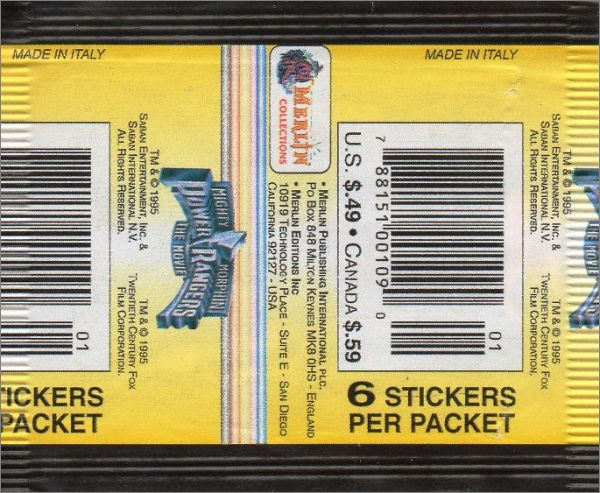 MADE IN ITALY
MADE IN ITALY
TM & © 1995
SABAN ENTERTAINMENT, INC. &
SABAN INTERNATIONAL N.V.
ALL RIGHTS RESERVED.
TM & © 1995
TWENTIETH CENTURY FOX
FILM CORPORATION.
01
ICKERS
PACKET
MIGHTY MORPHIN
POWER RANGERS
THE MOVIE
MERLIN
COLLECTIONS
• MERLIN PUBLISHING INTERNATIONAL PLC.
PO BOX 848 MILTON KEYNES MK8 0HS - ENGLAND
• MERLIN EDITIONS INC
10919 TECHNOLOGY PLACE - SUITE E - SAN DIEGO
CALIFORNIA 92127 - USA
U.S. $.49 • CANADA $.59
7 88151 00109 0
01
6 STICKERS
PER PACKET
TM & © 1995
SABAN ENTERTAINMENT, INC. &
SABAN INTERNATIONAL N.V.
ALL RIGHTS RESERVED.
TM & © 1995
TWENTIETH CENTURY FOX
FILM CORPORATION.